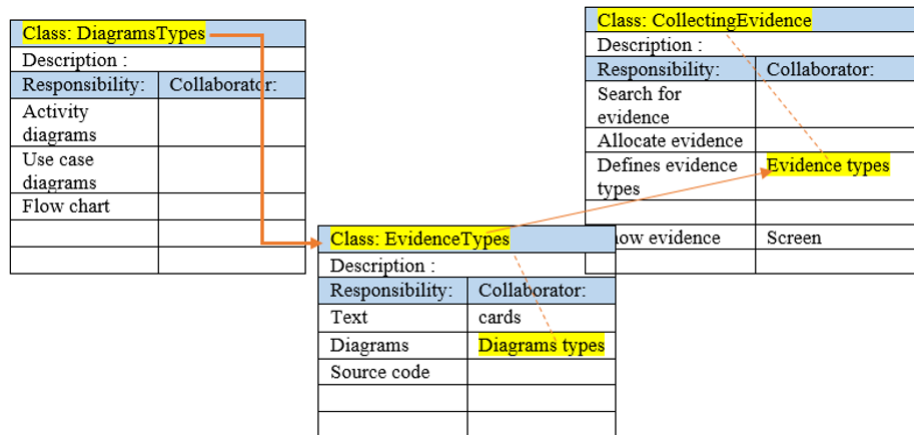 Class: DiagramsTypes
Description :
Responsibility: Collaborator:
Activity
diagrams
Use case
diagrams
Flow chart
Class: CollectingEvidence
Description :
Responsibility: Collaborator:
Search for
evidence
Allocate evidence
Defines evidence Evidence types
types
evidence Screen
Class: EvidenceTypes
Description :
Responsibility: Collaborator:
Text cards
Diagrams Diagrams types
Source code